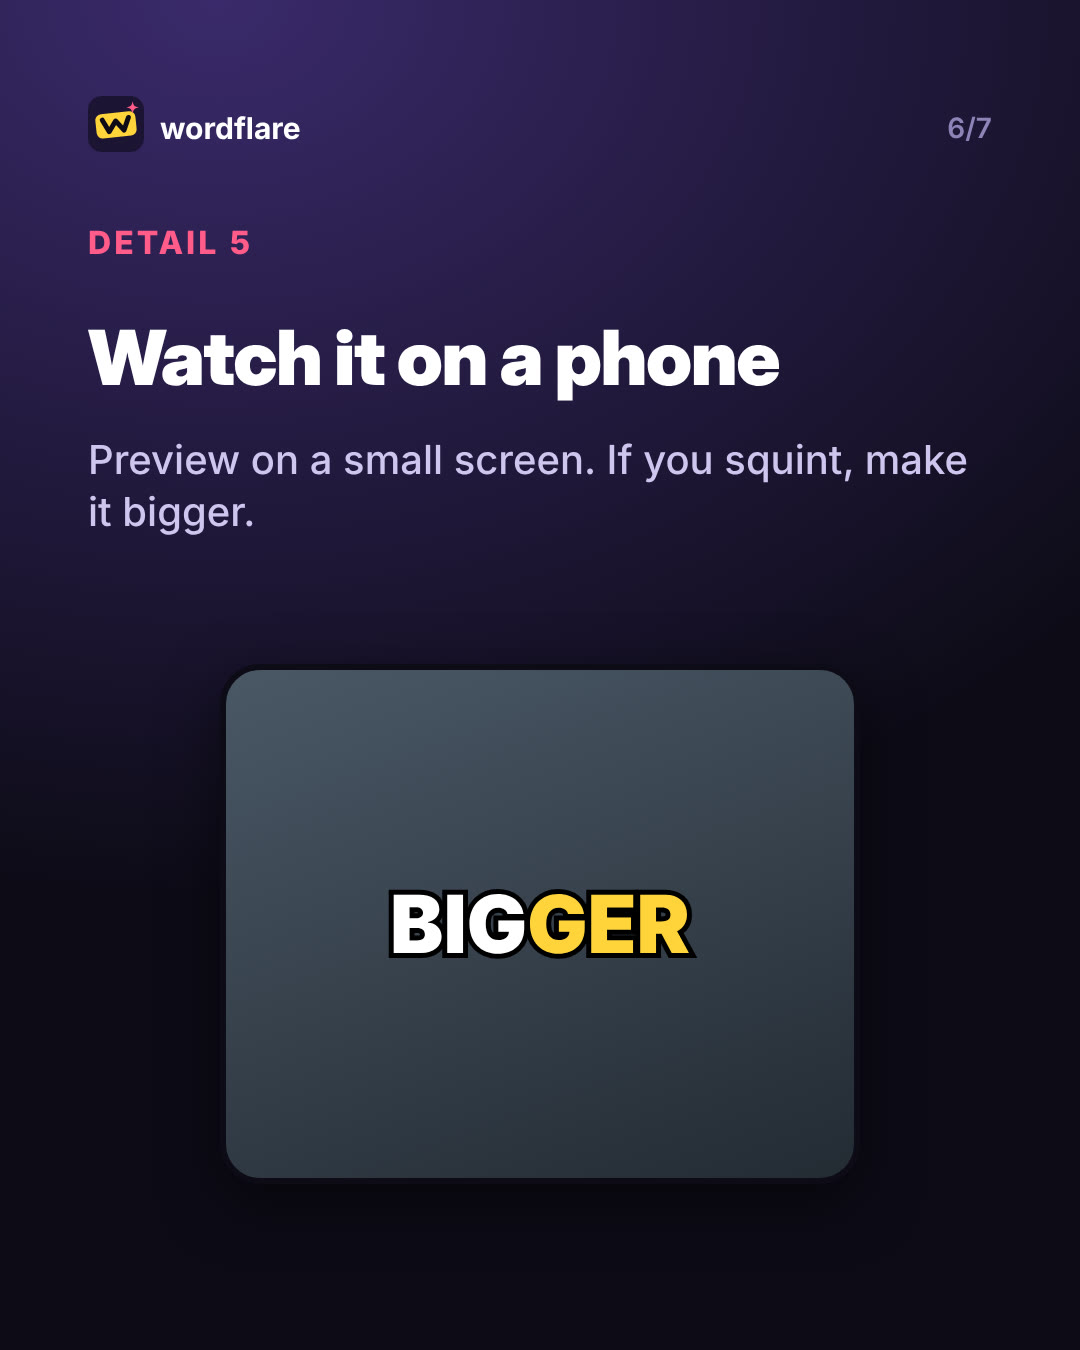 wordflare
6/7
DETAIL 5
Watch it on a phone
Preview on a small screen. If you squint, make
it bigger.
BIGGER